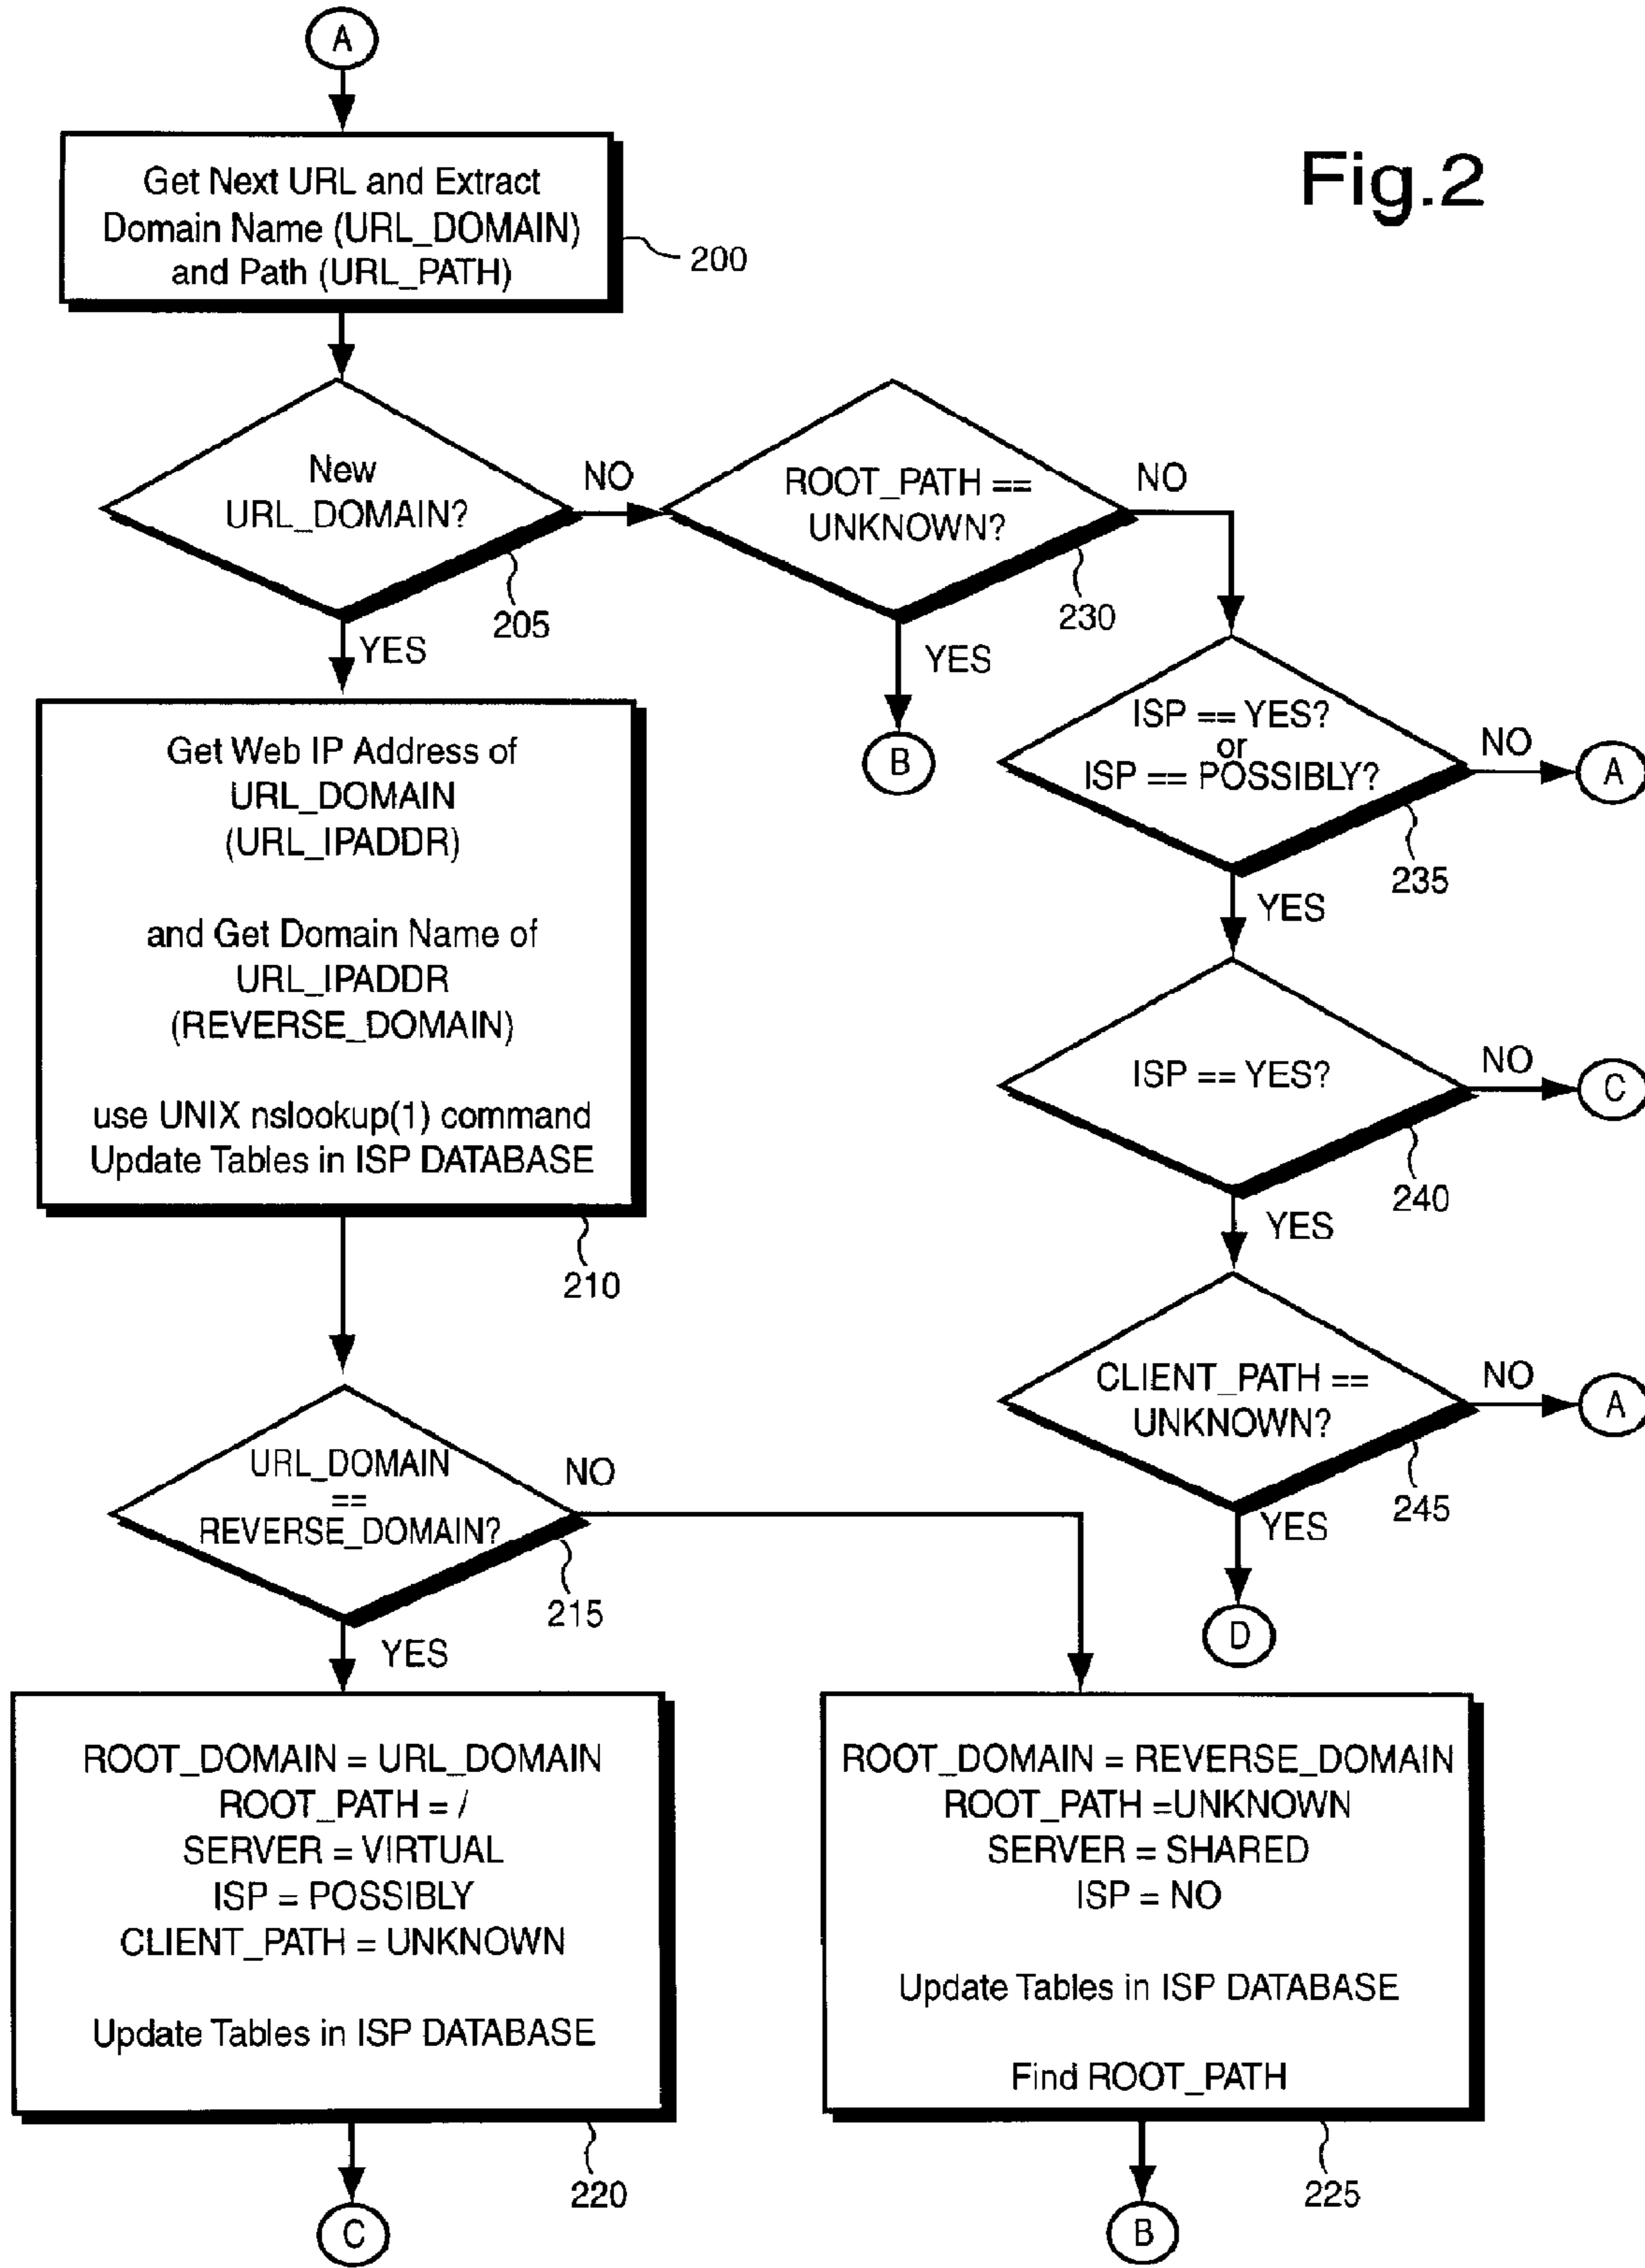 A
Fig.2
Get Next URL and Extract
Domain Name (URL_DOMAIN)
and Path (URL_PATH)
200
New
URL_DOMAIN?
NO
205
YES
ROOT_PATH ==
UNKNOWN?
NO
230
YES
B
ISP == YES?
or
ISP == POSSIBLY?
NO
A
235
YES
Get Web IP Address of
URL_DOMAIN
(URL_IPADDR)
and Get Domain Name of
URL_IPADDR
(REVERSE_DOMAIN)
use UNIX nslookup(1) command
Update Tables in ISP DATABASE
210
ISP == YES?
NO
C
240
YES
CLIENT_PATH ==
UNKNOWN?
NO
A
245
YES
D
URL_DOMAIN
==
REVERSE_DOMAIN?
NO
215
YES
ROOT_DOMAIN = URL_DOMAIN
ROOT_PATH = /
SERVER = VIRTUAL
ISP = POSSIBLY
CLIENT_PATH = UNKNOWN
Update Tables in ISP DATABASE
220
C
ROOT_DOMAIN = REVERSE_DOMAIN
ROOT_PATH =UNKNOWN
SERVER = SHARED
ISP = NO
Update Tables in ISP DATABASE
Find ROOT_PATH
225
B